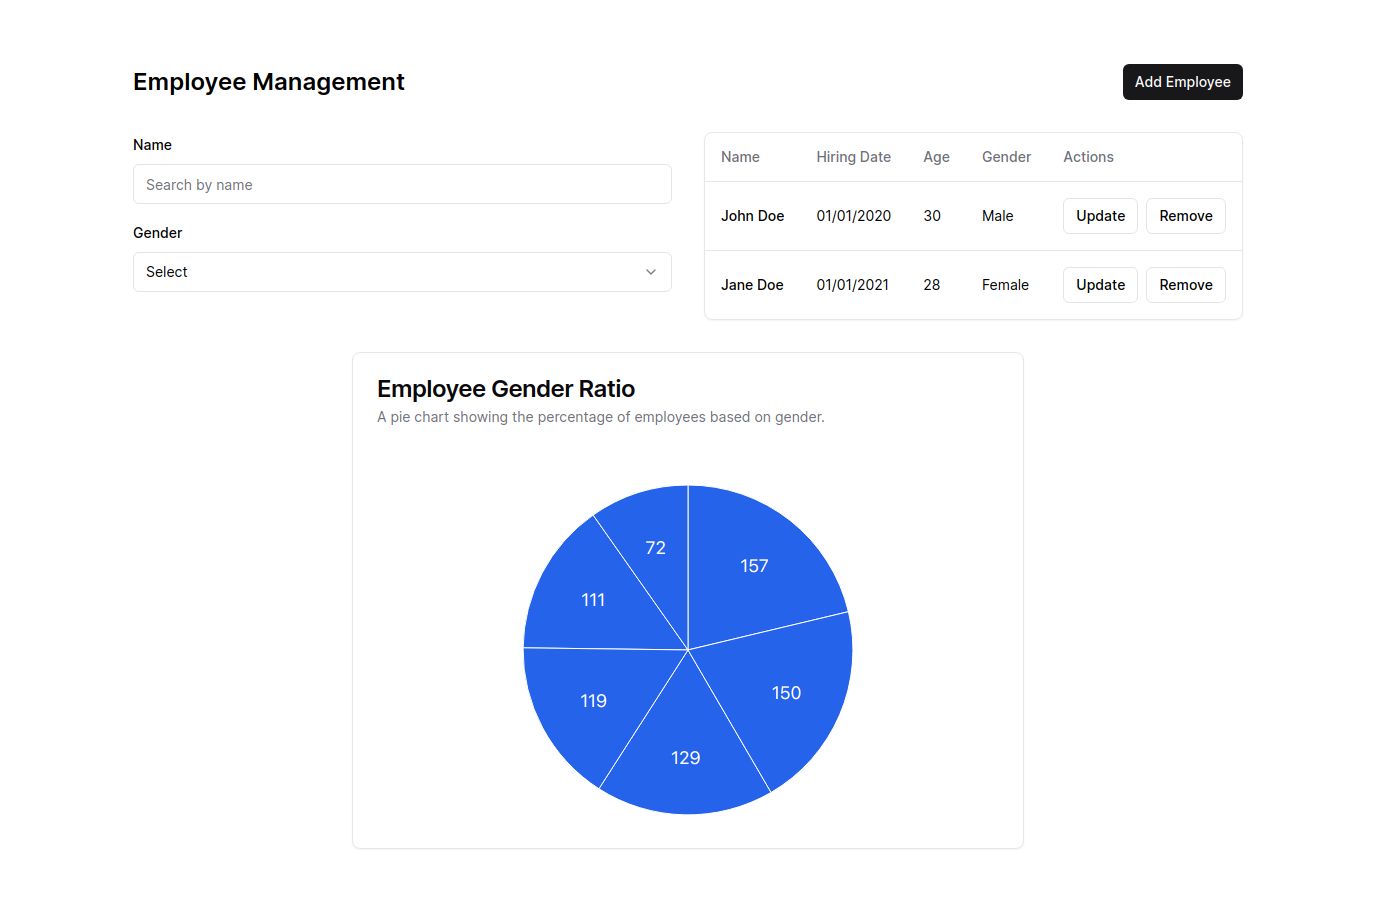 Employee Management
Add Employee
Name
Search by name
Gender
Select
Name Hiring Date Age Gender Actions
John Doe 01/01/2020 30 Male Update Remove
Jane Doe 01/01/2021 28 Female Update Remove
Employee Gender Ratio
A pie chart showing the percentage of employees based on gender.
72
157
111
150
119
129